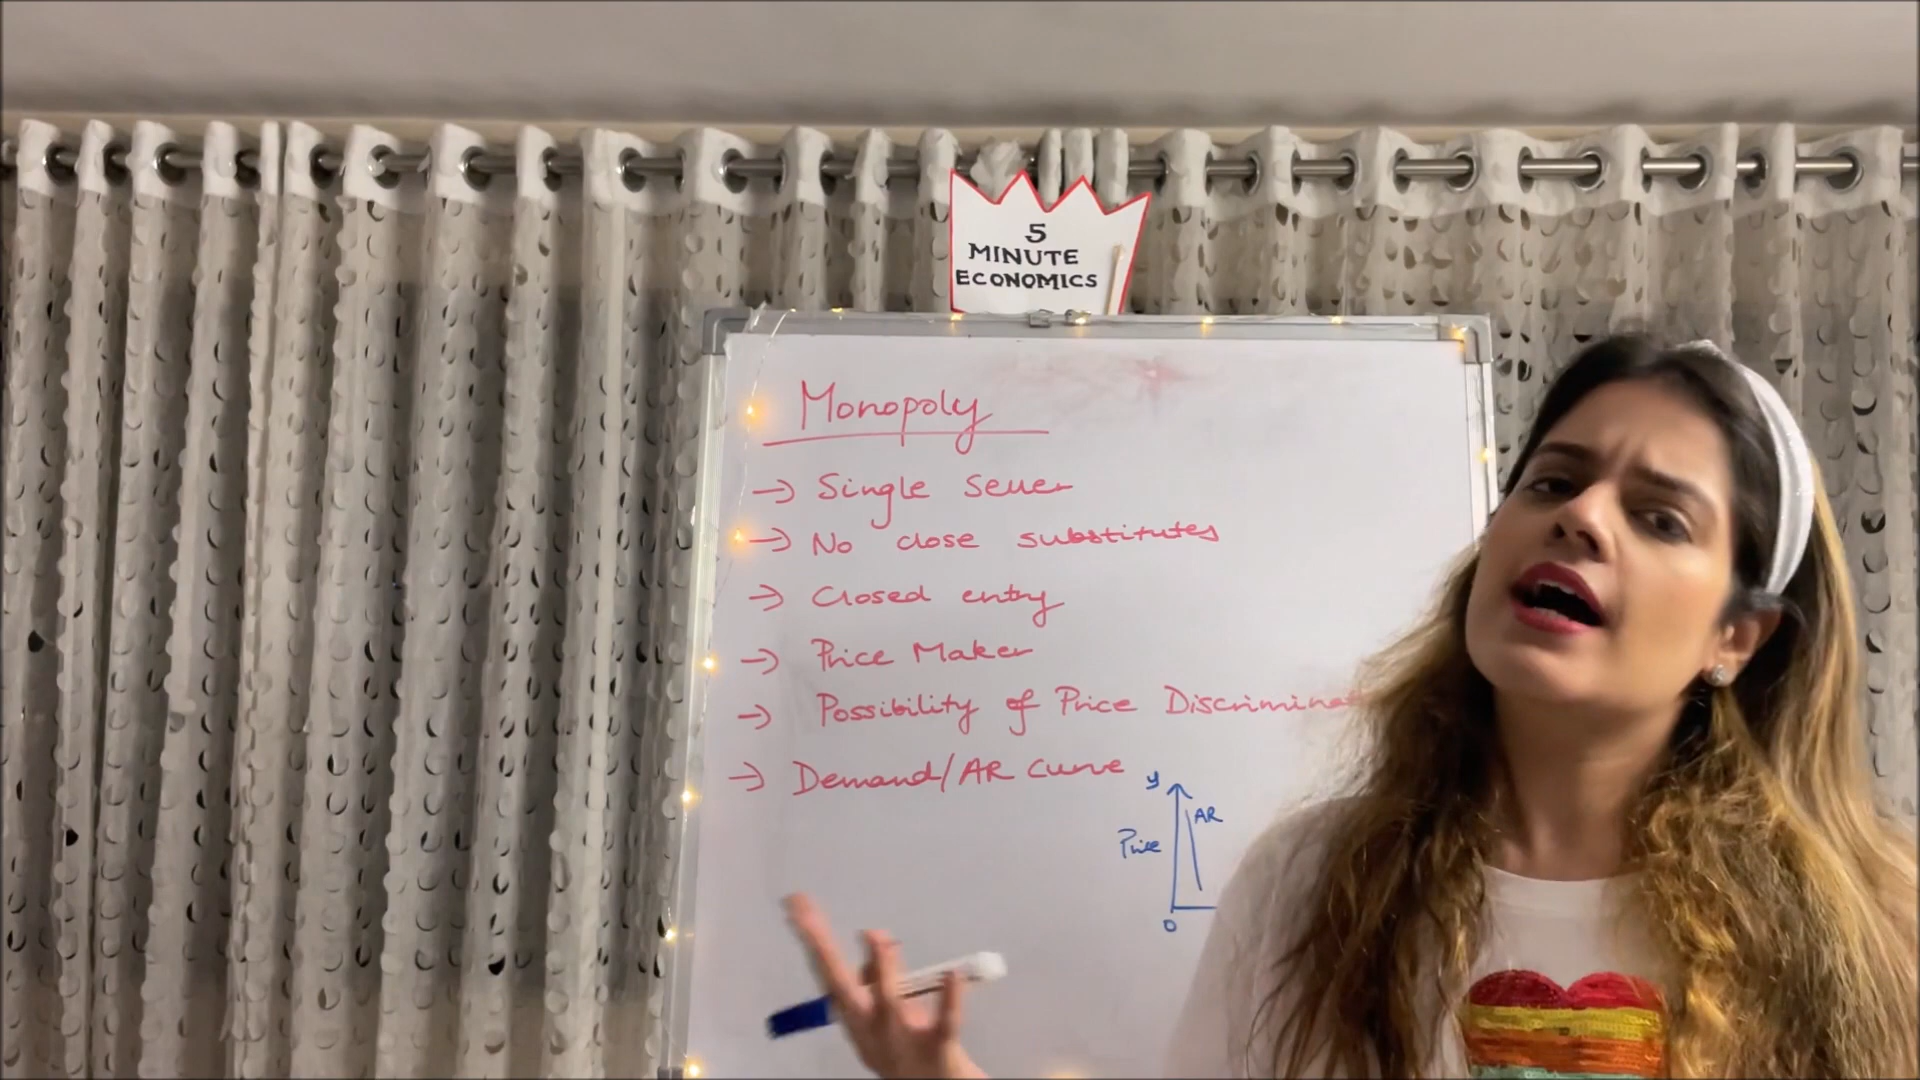 5
MINUTE
ECONOMICS
Monopoly
→ Single seller
→ No close substitutes
→ Closed entry
→ Price Maker
→ Possibility of Price Discriminat
→ Demand/AR curve
y
AR
Price
0